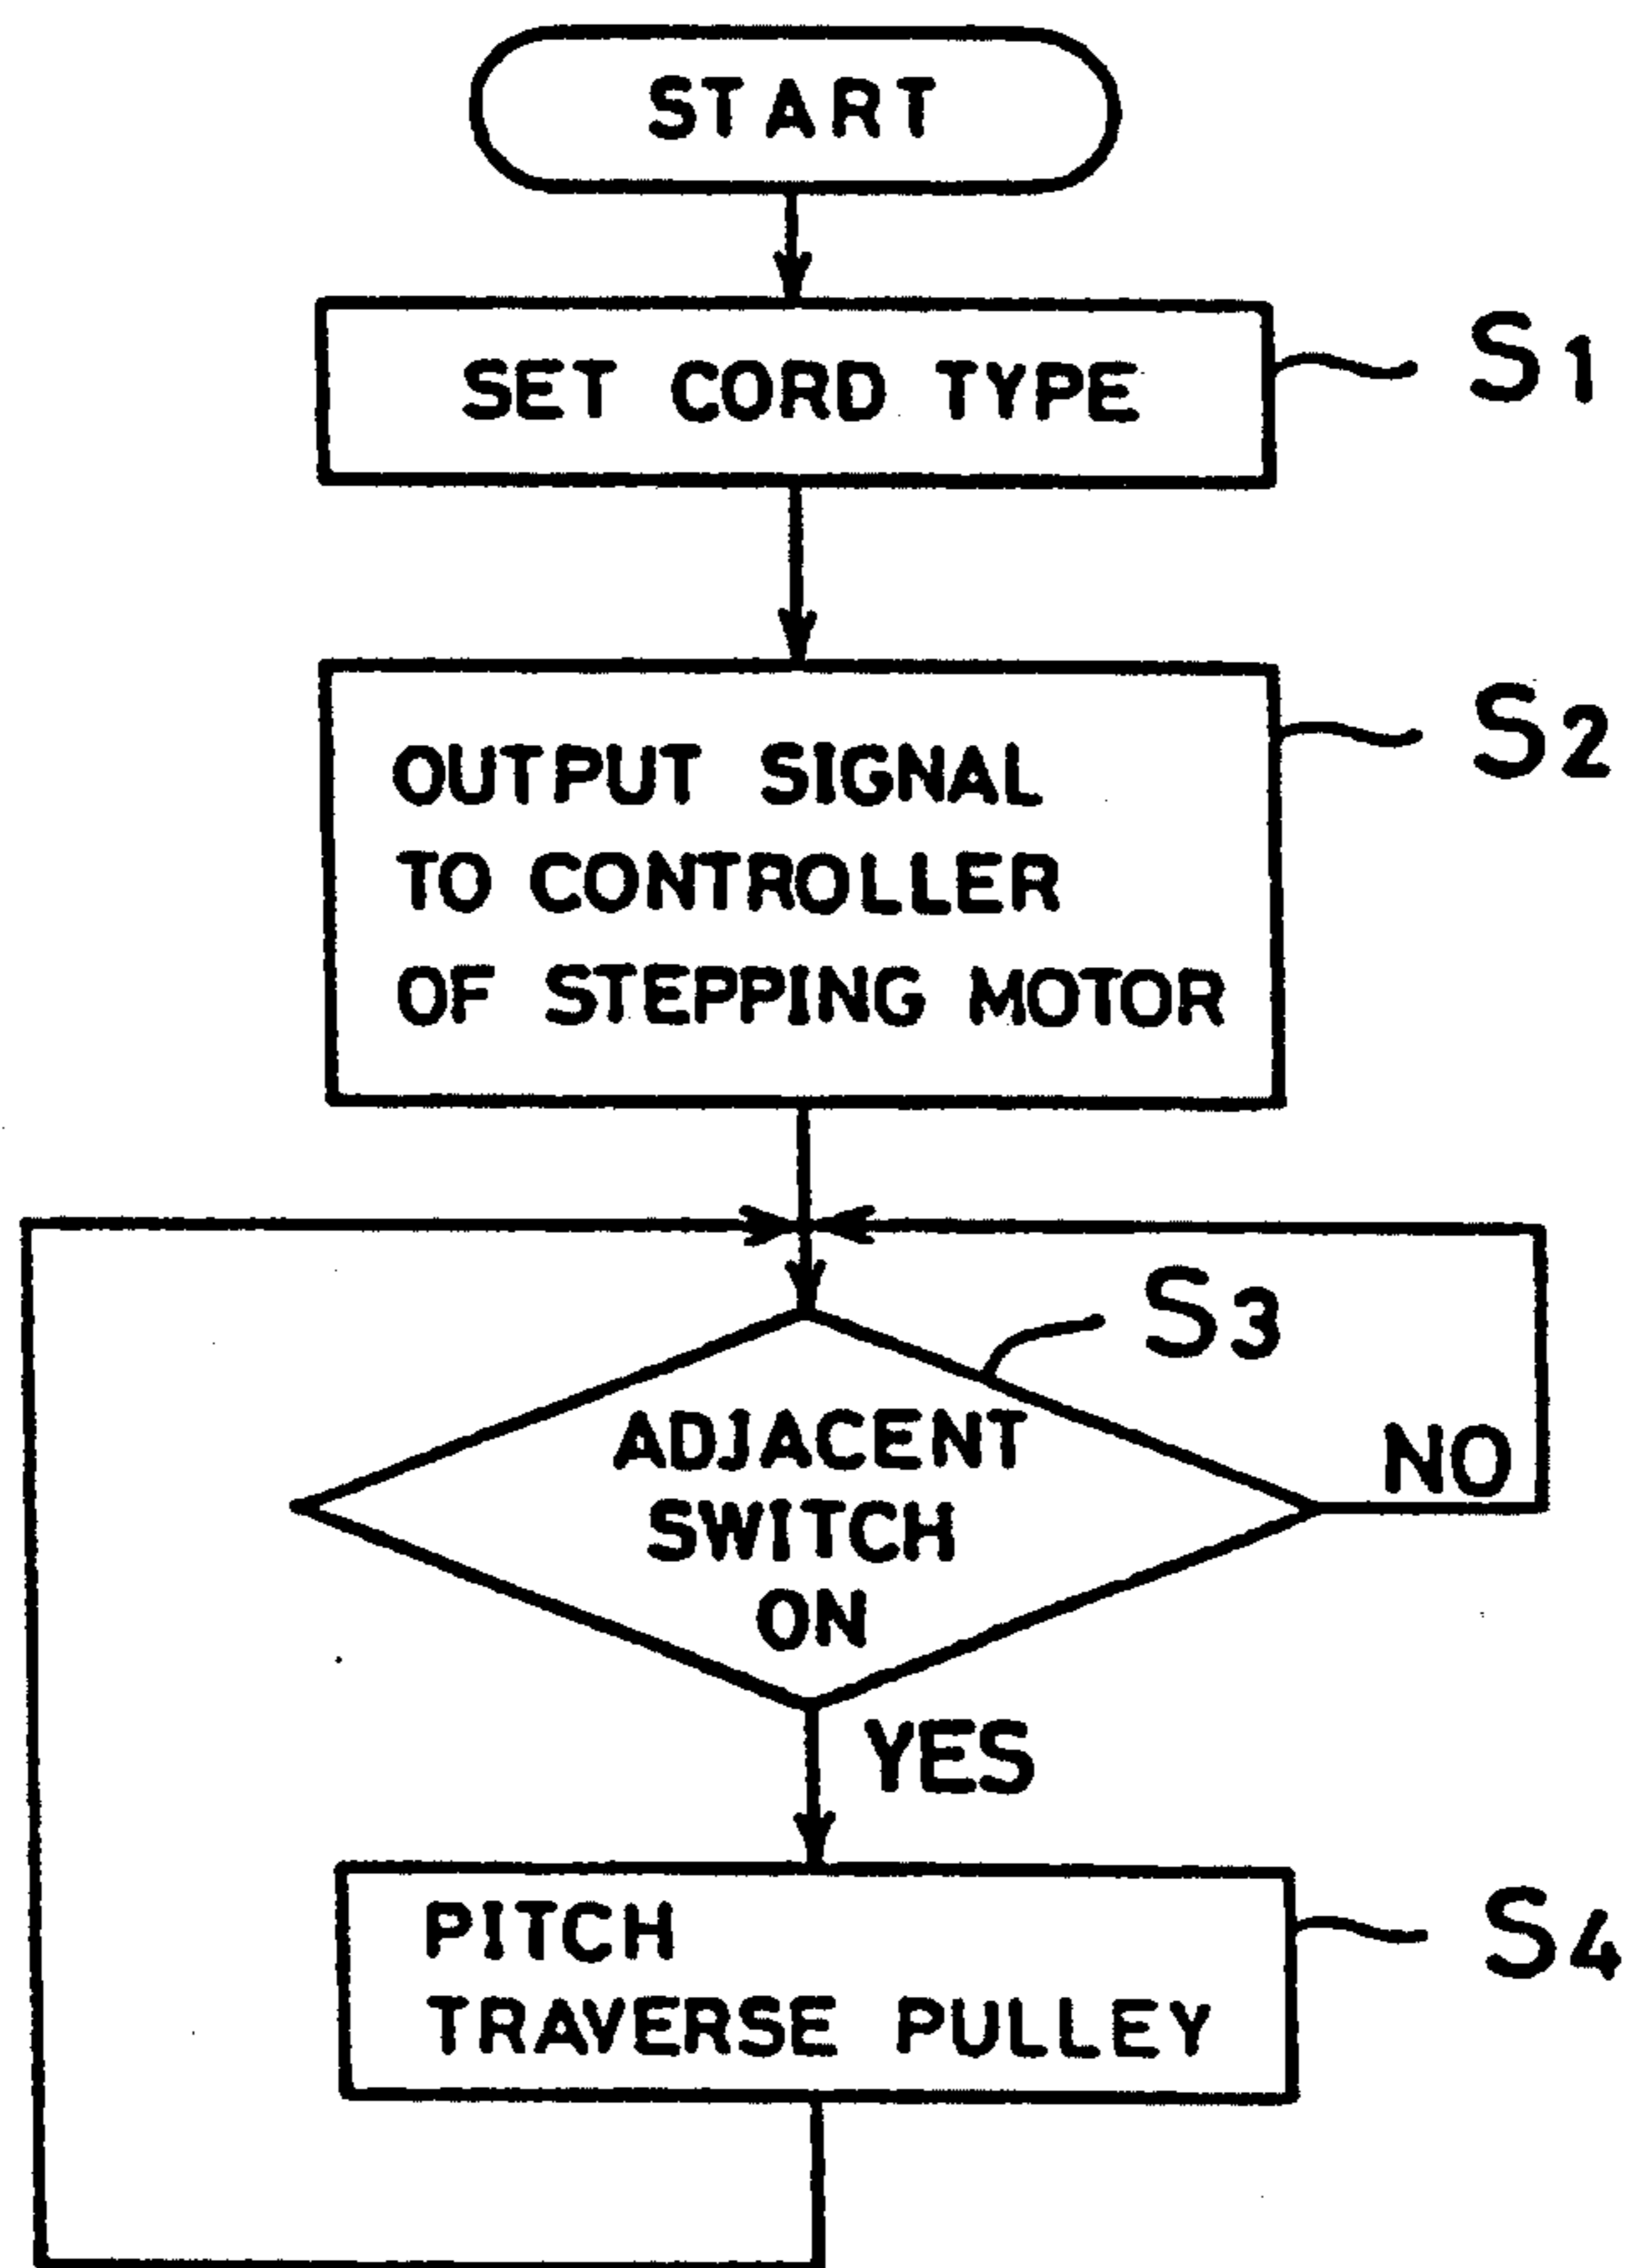 START
SET CORD TYPE
S1
OUTPUT SIGNAL
TO CONTROLLER
OF STEPPING MOTOR
S2
S3
ADJACENT
SWITCH
ON
NO
YES
PITCH
TRAVERSE PULLEY
S4